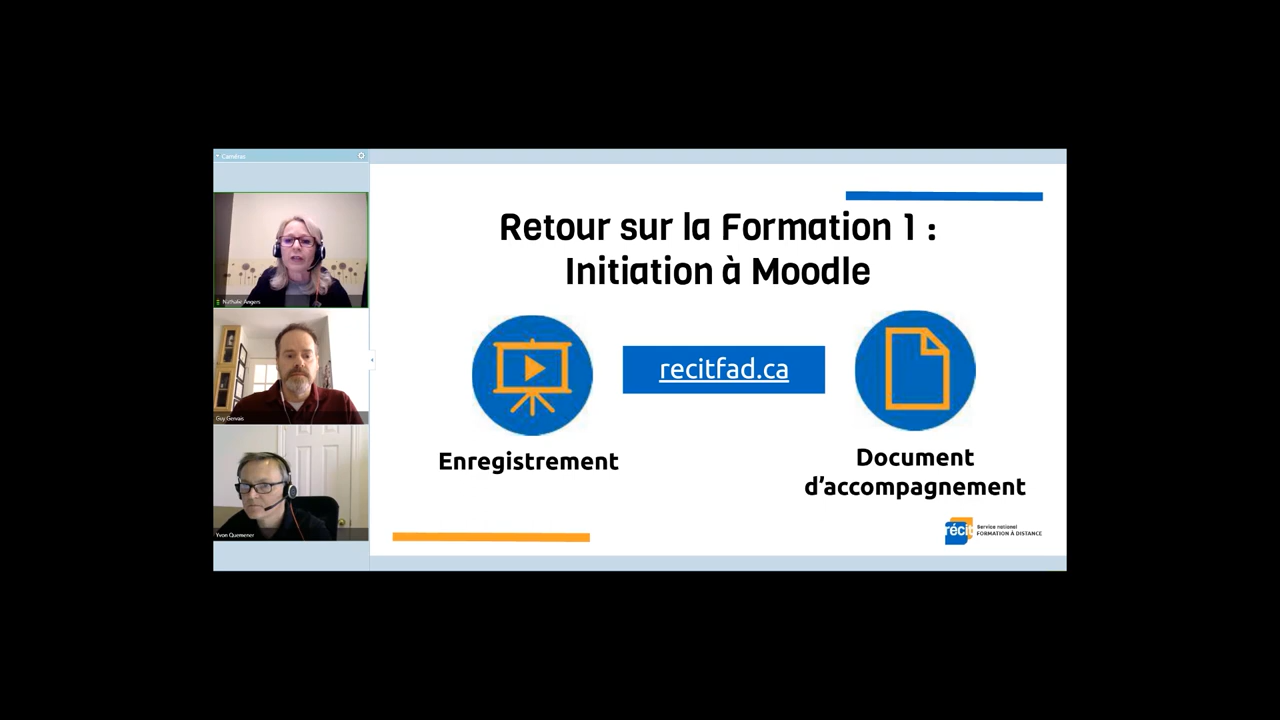 Caméras
Nathalie Angers
Guy Gervais
Yvon Quemener
Retour sur la Formation 1 :
Initiation à Moodle
recitfad.ca
Enregistrement
Document
d’accompagnement
récit
Service national
FORMATION À DISTANCE